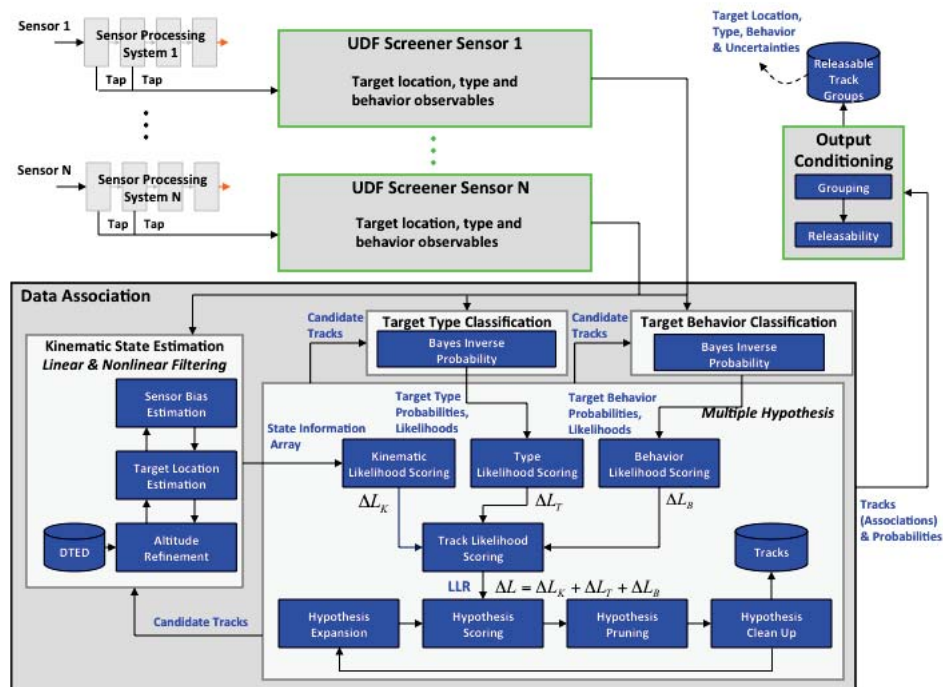 Sensor 1
Sensor Processing
System 1
Tap
Tap
UDF Screener Sensor 1
Target location, type and
behavior observables
Target Location,
Type, Behavior
& Uncertainties
Releasable
Track
Groups
Output
Conditioning
Grouping
Releasability
Sensor N
Sensor Processing
System N
Tap
Tap
UDF Screener Sensor N
Target location, type and
behavior observables
Data Association
Kinematic State Estimation
Linear & Nonlinear Filtering
Sensor Bias
Estimation
Target Location
Estimation
DTED
Altitude
Refinement
Candidate
Tracks
Target Type Classification
Bayes Inverse
Probability
Candidate
Tracks
Target Behavior Classification
Bayes Inverse
Probability
Target Type
Probabilities,
Likelihoods
Target Behavior
Probabilities,
Likelihoods
Multiple Hypothesis
State Information
Array
Kinematic
Likelihood Scoring
Type
Likelihood Scoring
Behavior
Likelihood Scoring
ΔL_K
ΔL_T
ΔL_B
Track Likelihood
Scoring
Tracks
LLR
ΔL = ΔL_K + ΔL_T + ΔL_B
Candidate Tracks
Hypothesis
Expansion
Hypothesis
Scoring
Hypothesis
Pruning
Hypothesis
Clean Up
Tracks
(Associations)
& Probabilities